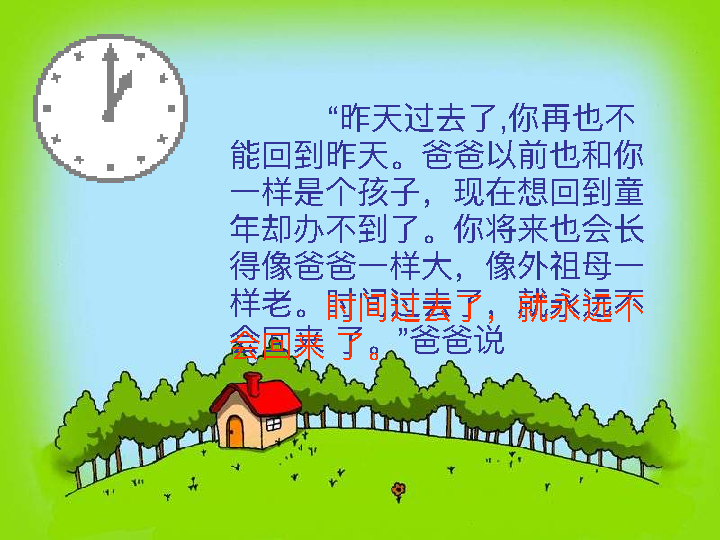 “昨天过去了,你再也不
能回到昨天。爸爸以前也和你
一样是个孩子，现在想回到童
年却办不到了。你将来也会长
得像爸爸一样大，像外祖母一
样老。时间过去了，就永远不
会回来 了。”爸爸说